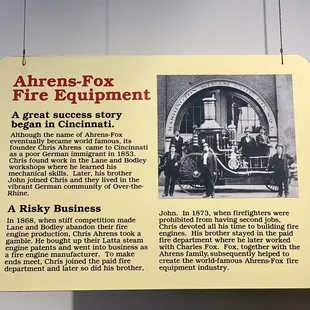 Ahrens-Fox
Fire Equipment
A great success story
began in Cincinnati.
Although the name of Ahrens-Fox
eventually became world famous, its
founder Chris Ahrens came to Cincinnati
as a poor German immigrant in 1853.
Chris found work in the Lane and Bodley
workshops where he learned his
mechanical skills. Later, his brother
John joined Chris and they lived in the
vibrant German community of Over-the-
Rhine.
A Risky Business
In 1868, when stiff competition made
Lane and Bodley abandon their fire
engine production, Chris Ahrens took a
gamble. He bought up their Latta steam
engine patents and went into business as
a fire engine manufacturer. To make
ends meet, Chris joined the paid fire
department and later so did his brother,
John. In 1873, when firefighters were
prohibited from having second jobs,
Chris devoted all his time to building fire
engines. His brother stayed in the paid
fire department where he later worked
with Charles Fox. Fox, together with the
Ahrens family, subsequently helped to
create the world-famous Ahrens-Fox fire
equipment industry.